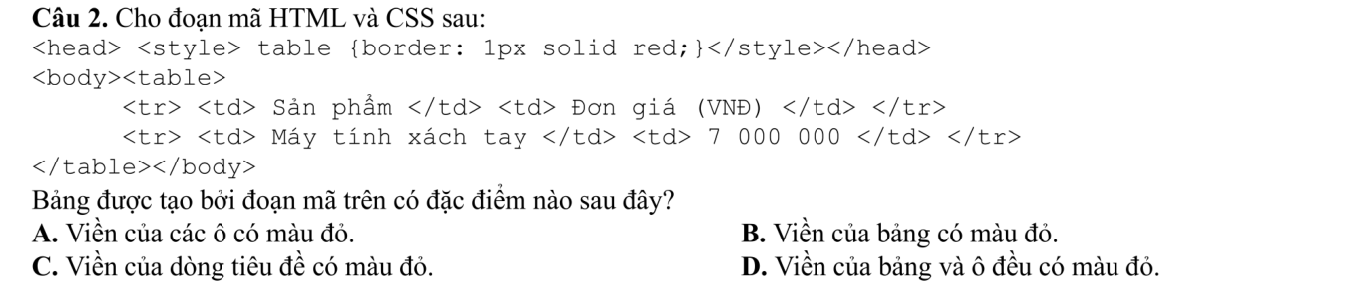 Câu 2. Cho đoạn mã HTML và CSS sau:
<head> <style> table {border: 1px solid red;}</style></head>
<body><table>
<tr> <td> Sản phẩm </td> <td> Đơn giá (VNĐ) </td> </tr>
<tr> <td> Máy tính xách tay </td> <td> 7 000 000 </td> </tr>
</table></body>
Bảng được tạo bởi đoạn mã trên có đặc điểm nào sau đây?
A. Viền của các ô có màu đỏ. B. Viền của bảng có màu đỏ.
C. Viền của dòng tiêu đề có màu đỏ. D. Viền của bảng và ô đều có màu đỏ.